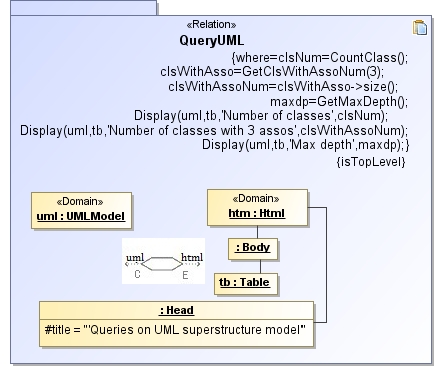 «Relation»
QueryUML
{where=clsNum=CountClass();
clsWithAsso=GetClsWithAssoNum(3);
clsWithAssoNum=clsWithAsso->size();
maxdp=GetMaxDepth();
Display(uml,tb,'Number of classes',clsNum);
Display(uml,tb,'Number of classes with 3 assos',clsWithAssoNum);
Display(uml,tb,'Max depth',maxdp);}
{isTopLevel}
«Domain»
uml : UMLModel
«Domain»
htm : Html
: Body
uml
html
C
E
tb : Table
: Head
#title = "'Queries on UML superstructure model'"